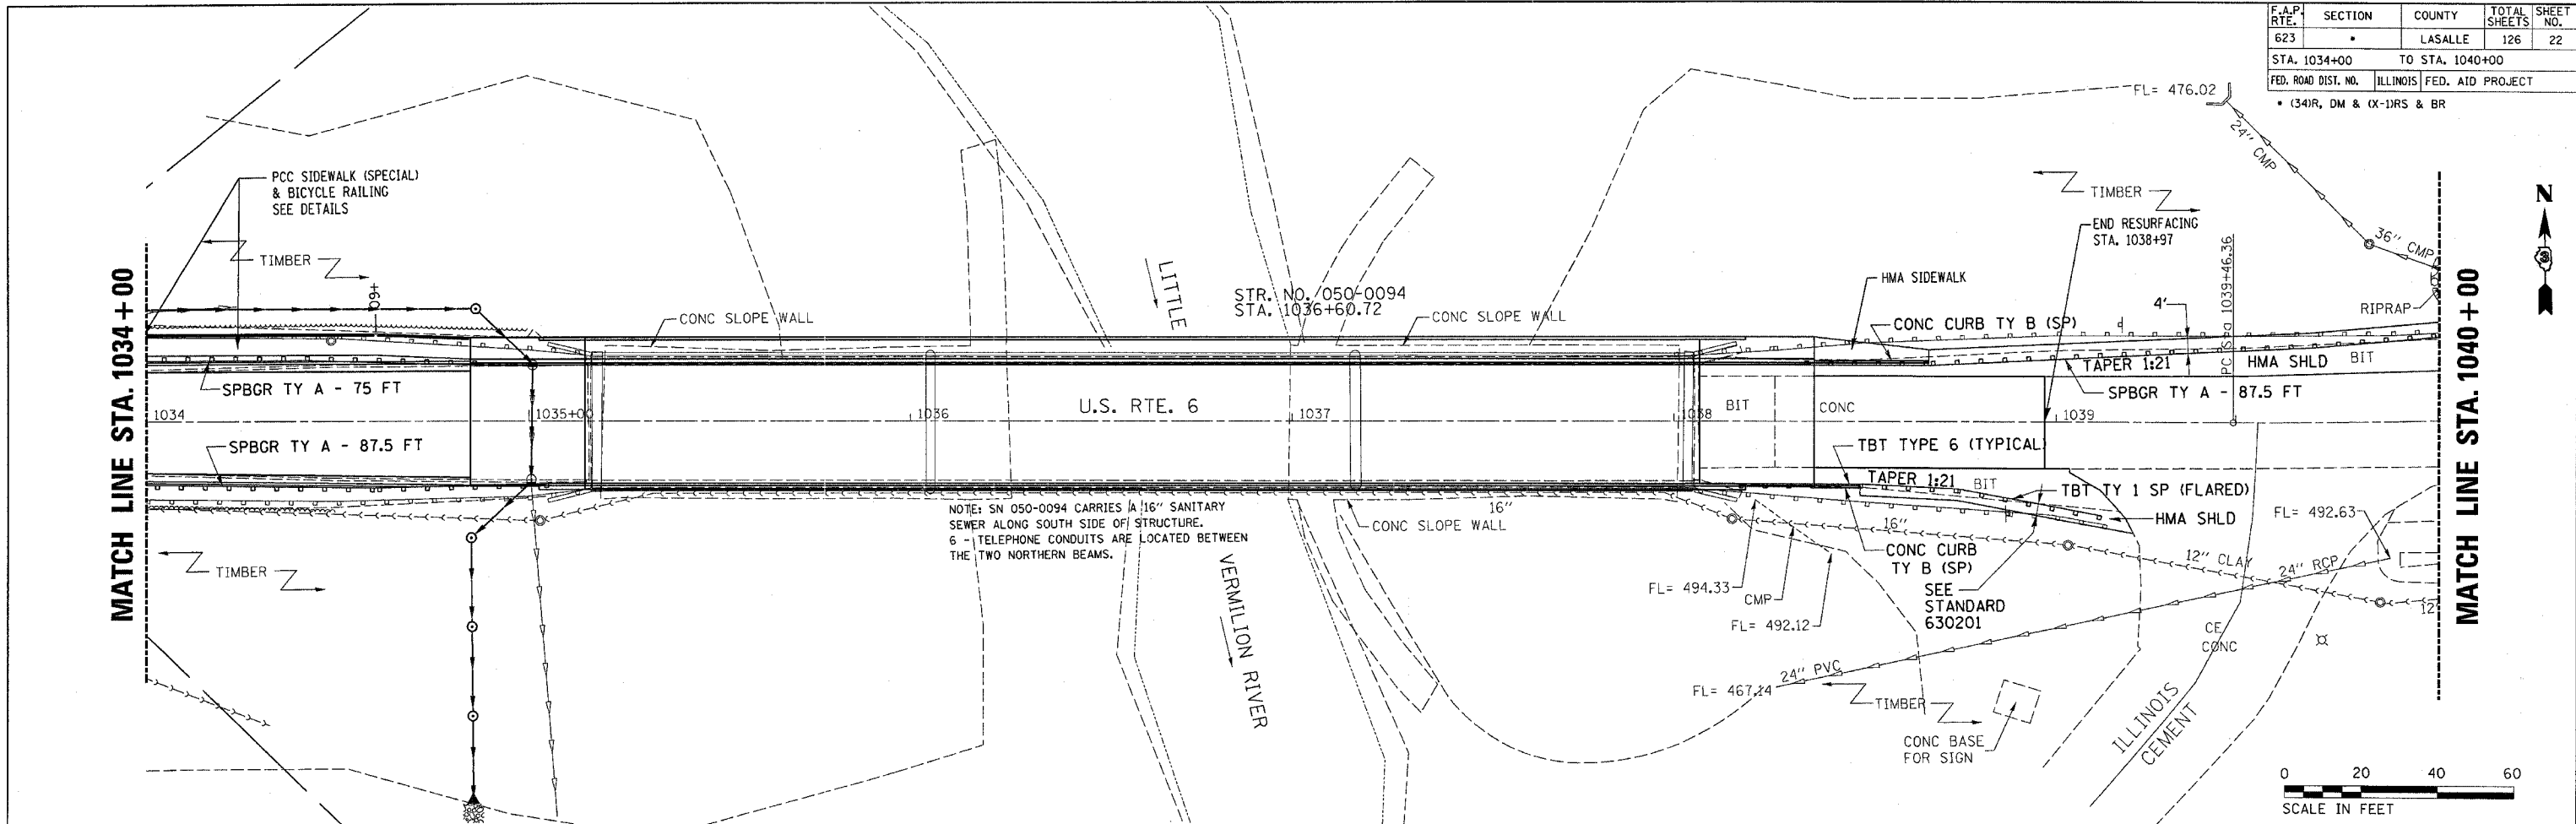 F.A.P. RTE. SECTION COUNTY TOTAL SHEETS SHEET NO.
623 • LASALLE 126 22
STA. 1034+00 TO STA. 1040+00
FED. ROAD DIST. NO. ILLINOIS FED. AID PROJECT
• (34)R, DM & (X-1)RS & BR
FL= 476.02
24" CMP
36" CMP
PCC SIDEWALK (SPECIAL)
& BICYCLE RAILING
SEE DETAILS
TIMBER
TIMBER
END RESURFACING
STA. 1038+97
N
3
MATCH LINE STA. 1034+00
MATCH LINE STA. 1040+00
LITTLE
STR. NO. 050-0094
STA. 1036+60.72
HMA SIDEWALK
4'
PC Sta 1039+46.36
RIPRAP
CONC SLOPE WALL
CONC SLOPE WALL
CONC CURB TY B (SP)
TAPER 1:21
HMA SHLD
BIT
SPBGR TY A - 75 FT
SPBGR TY A - 87.5 FT
1034
1035+00
1036
U.S. RTE. 6
1037
1038
BIT
CONC
1039
SPBGR TY A - 87.5 FT
TBT TYPE 6 (TYPICAL
TAPER 1:21
BIT
TBT TY 1 SP (FLARED)
HMA SHLD
NOTE: SN 050-0094 CARRIES A 16" SANITARY
SEWER ALONG SOUTH SIDE OF STRUCTURE.
6 - TELEPHONE CONDUITS ARE LOCATED BETWEEN
THE TWO NORTHERN BEAMS.
16"
CONC SLOPE WALL
16"
CONC CURB
TY B (SP)
SEE
STANDARD
630201
12" CLAY
24" RCP
FL= 492.63
12"
TIMBER
VERMILION RIVER
FL= 494.33
CMP
FL= 492.12
FL= 467.14
24" PVC
TIMBER
CE
CONC
CONC BASE
FOR SIGN
ILLINOIS
CEMENT
0 20 40 60
SCALE IN FEET